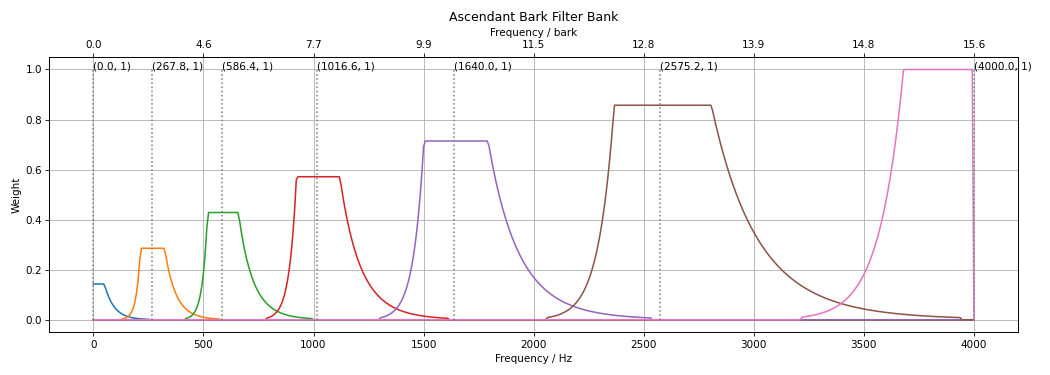 Ascendant Bark Filter Bank
Frequency / bark
0.0 4.6 7.7 9.9 11.5 12.8 13.9 14.8 15.6
(0.0, 1) (267.8, 1) (586.4, 1) (1016.6, 1) (1640.0, 1) (2575.2, 1) (4000.0, 1)
1.0
0.8
0.6
0.4
0.2
0.0
Weight
0 500 1000 1500 2000 2500 3000 3500 4000
Frequency / Hz